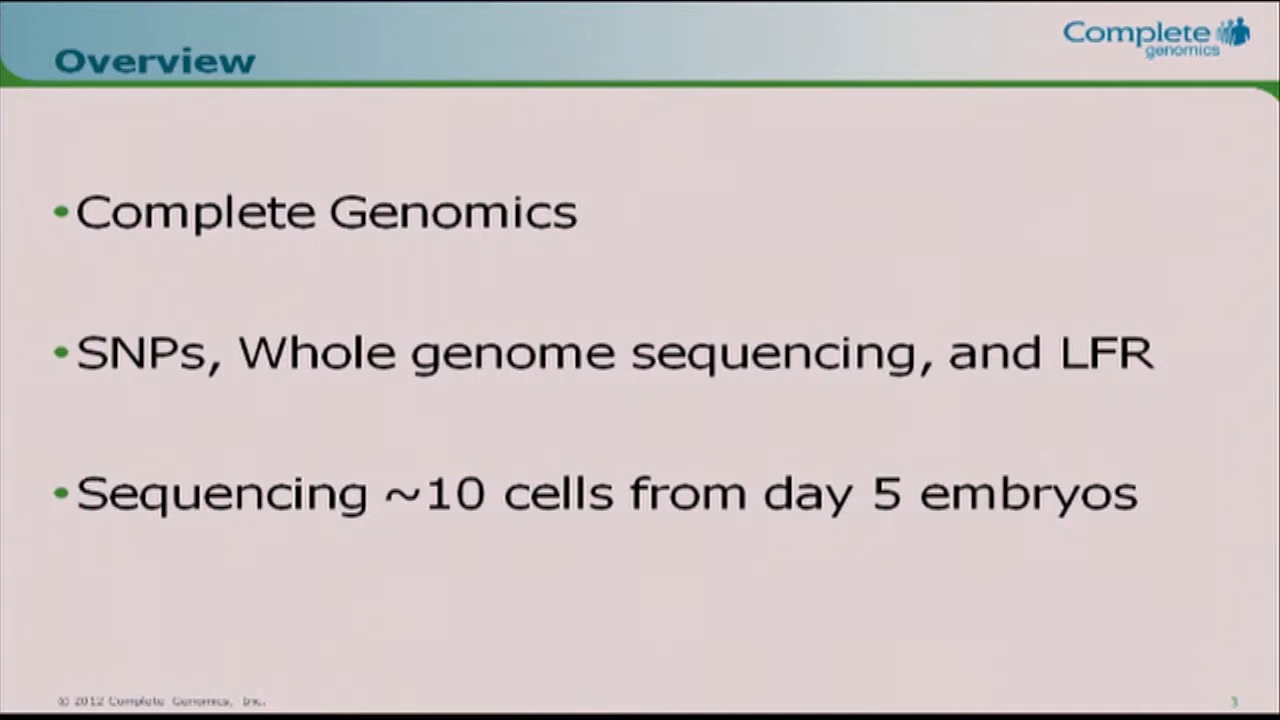 Overview
Complete
genomics
•Complete Genomics
•SNPs, Whole genome sequencing, and LFR
•Sequencing ~10 cells from day 5 embryos
© 2012 Complete Genomics, Inc.
3